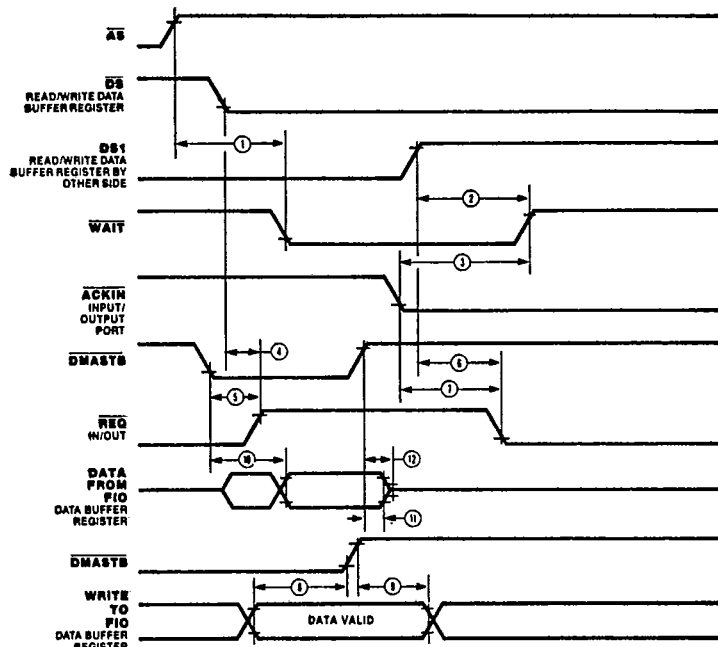 AS
DS
READ/WRITE DATA
BUFFER REGISTER
1
DS1
READ/WRITE DATA
BUFFER REGISTER BY
OTHER SIDE
2
WAIT
3
ACKIN
INPUT/
OUTPUT
PORT
4
DMASTB
6
5
7
REQ
IN/OUT
10
12
DATA
FROM
FIO
DATA BUFFER
REGISTER
11
DMASTB
8
9
WRITE
TO
FIO
DATA VALID
DATA BUFFER
REGISTER